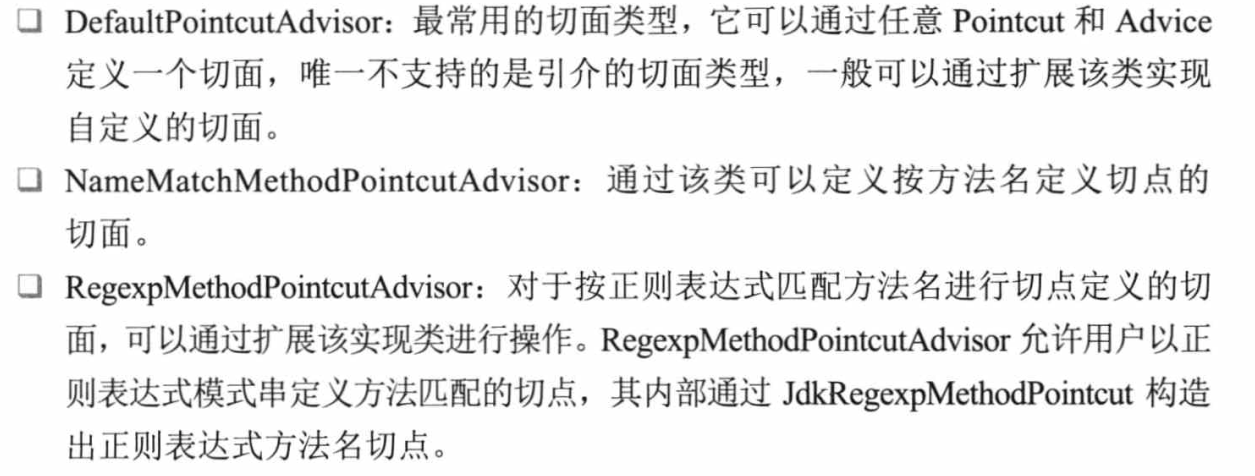 ❑ DefaultPointcutAdvisor：最常用的切面类型，它可以通过任意 Pointcut 和 Advice
定义一个切面，唯一不支持的是引介的切面类型，一般可以通过扩展该类实现
自定义的切面。
❑ NameMatchMethodPointcutAdvisor：通过该类可以定义按方法名定义切点的
切面。
❑ RegexpMethodPointcutAdvisor：对于按正则表达式匹配方法名进行切点定义的切
面，可以通过扩展该实现类进行操作。RegexpMethodPointcutAdvisor 允许用户以正
则表达式模式串定义方法匹配的切点，其内部通过 JdkRegexpMethodPointcut 构造
出正则表达式方法名切点。